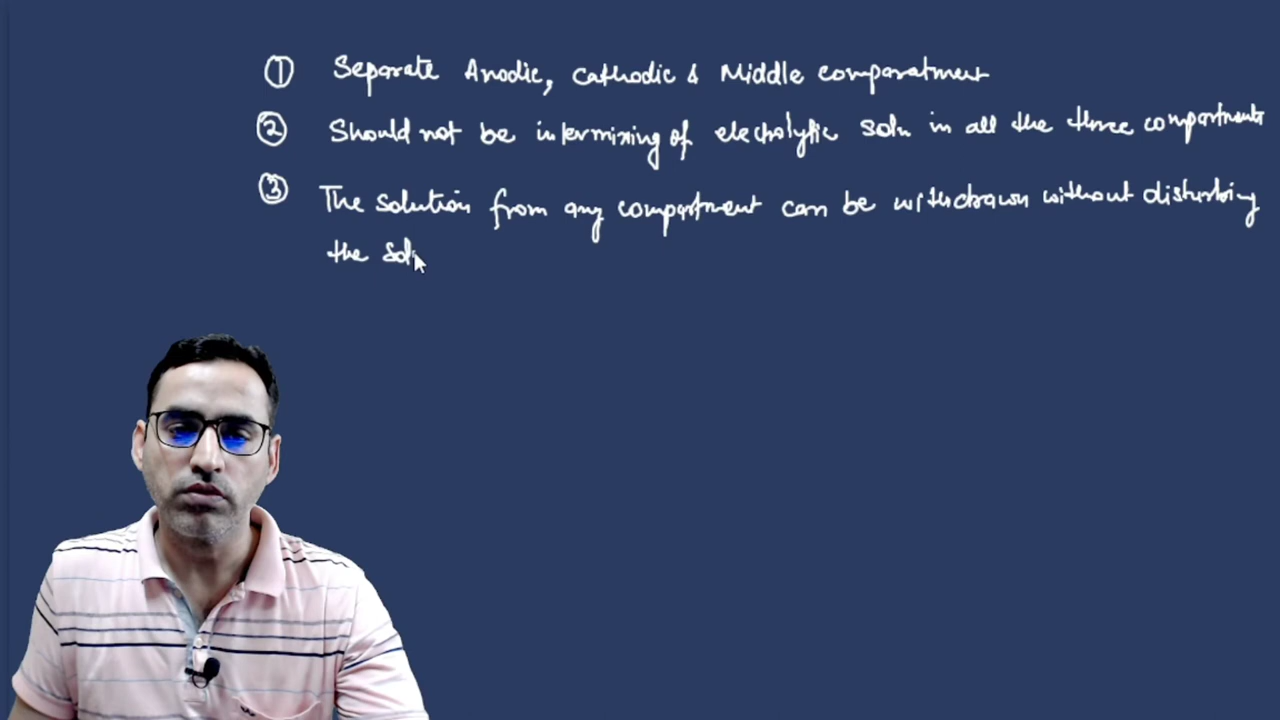 ① Separate Anodic, Cathodic & Middle comparatment
② Should not be intermixing of electrolytic soln in all the three compartments
③ The solution from any compartment can be withdrawn without disturbing
the sol